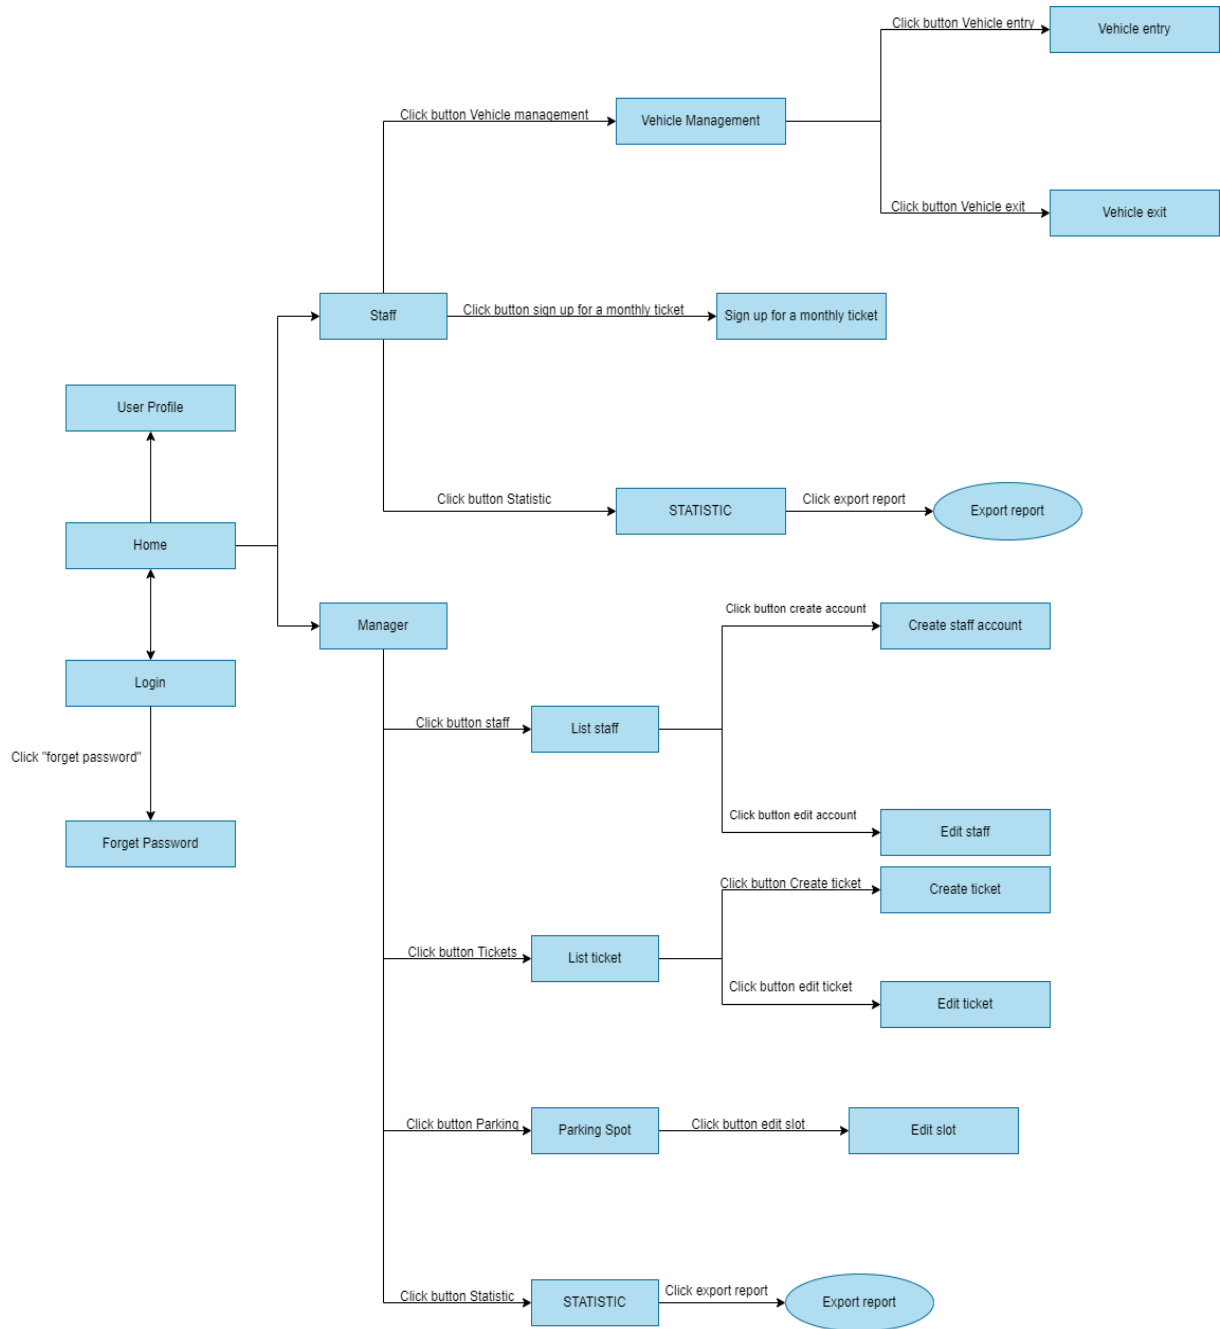 Click button Vehicle entry
Vehicle entry
Click button Vehicle management
Vehicle Management
Click button Vehicle exit
Vehicle exit
Staff
Click button sign up for a monthly ticket
Sign up for a monthly ticket
User Profile
Click button Statistic
STATISTIC
Click export report
Export report
Home
Manager
Click button create account
Create staff account
Login
Click button staff
List staff
Click "forget password"
Click button edit account
Edit staff
Forget Password
Click button Create ticket
Create ticket
Click button Tickets
List ticket
Click button edit ticket
Edit ticket
Click button Parking
Parking Spot
Click button edit slot
Edit slot
Click button Statistic
STATISTIC
Click export report
Export report